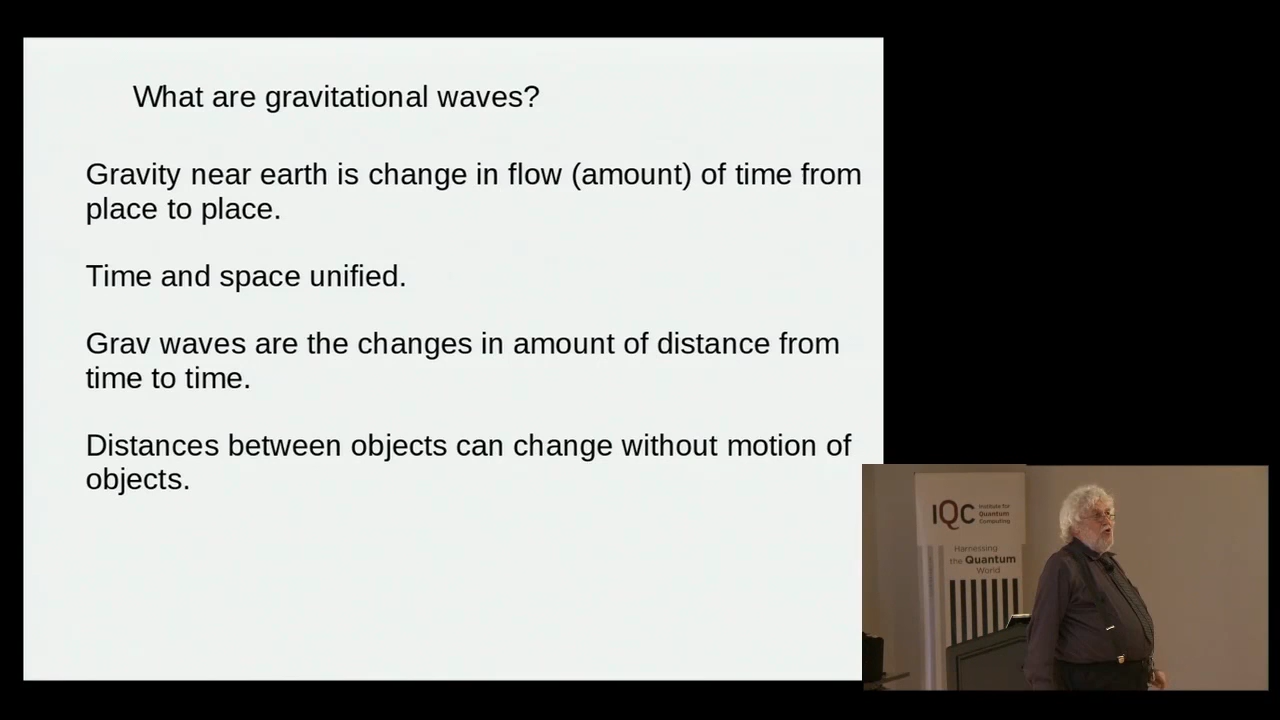 What are gravitational waves?
Gravity near earth is change in flow (amount) of time from
place to place.
Time and space unified.
Grav waves are the changes in amount of distance from
time to time.
Distances between objects can change without motion of
objects.
IQC
Institute for
Quantum
Computing
Harnessing
the Quantum
World